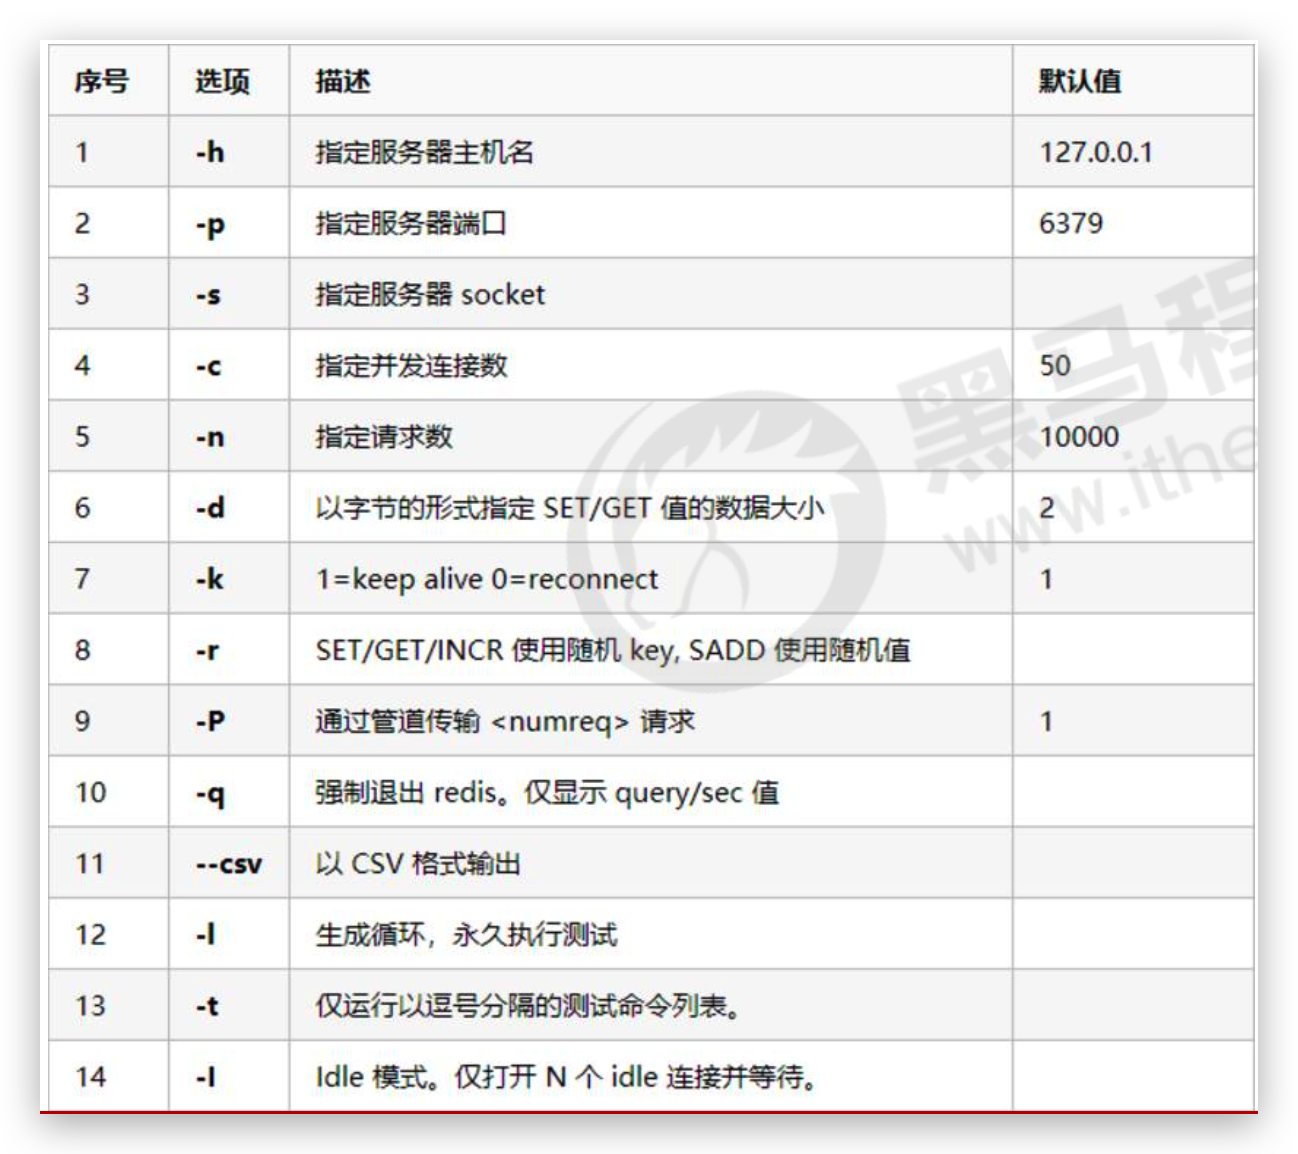 序号 选项 描述 默认值
1 -h 指定服务器主机名 127.0.0.1
2 -p 指定服务器端口 6379
3 -s 指定服务器 socket
4 -c 指定并发连接数 50
5 -n 指定请求数 10000
6 -d 以字节的形式指定 SET/GET 值的数据大小 2
7 -k 1=keep alive 0=reconnect 1
8 -r SET/GET/INCR 使用随机 key, SADD 使用随机值
9 -P 通过管道传输 <numreq> 请求 1
10 -q 强制退出 redis。仅显示 query/sec 值
11 --csv 以 CSV 格式输出
12 -l 生成循环，永久执行测试
13 -t 仅运行以逗号分隔的测试命令列表。
14 -I Idle 模式。仅打开 N 个 idle 连接并等待。
黑马程
www.ithe